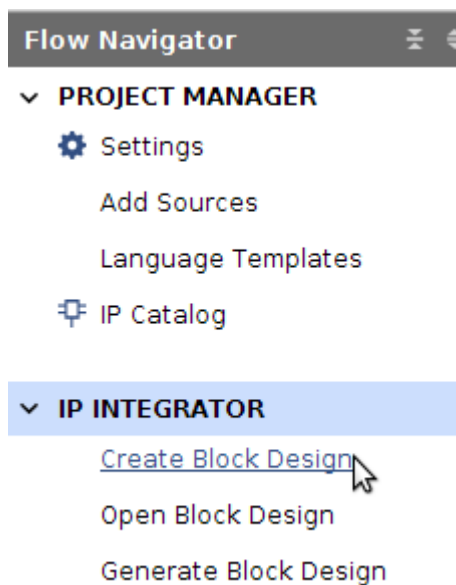 Flow Navigator
PROJECT MANAGER
Settings
Add Sources
Language Templates
IP Catalog
IP INTEGRATOR
Create Block Design
Open Block Design
Generate Block Design